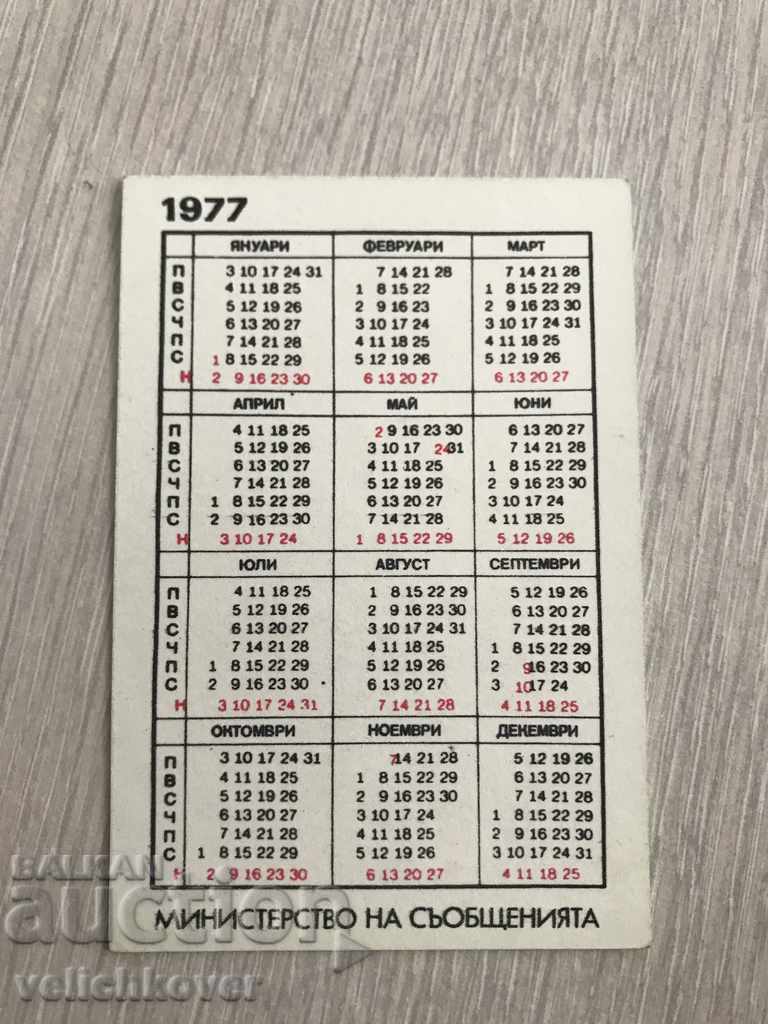 1977
ЯНУАРИ ФЕВРУАРИ МАРТ
П 3 10 17 24 31 7 14 21 28 7 14 21 28
В 4 11 18 25 1 8 15 22 1 8 15 22 29
С 5 12 19 26 2 9 16 23 2 9 16 23 30
Ч 6 13 20 27 3 10 17 24 3 10 17 24 31
П 7 14 21 28 4 11 18 25 4 11 18 25
С 1 8 15 22 29 5 12 19 26 5 12 19 26
Н 2 9 16 23 30 6 13 20 27 6 13 20 27
АПРИЛ МАЙ ЮНИ
П 4 11 18 25 2 9 16 23 30 6 13 20 27
В 5 12 19 26 3 10 17 24 31 7 14 21 28
С 6 13 20 27 4 11 18 25 1 8 15 22 29
Ч 7 14 21 28 5 12 19 26 2 9 16 23 30
П 1 8 15 22 29 6 13 20 27 3 10 17 24
С 2 9 16 23 30 7 14 21 28 4 11 18 25
Н 3 10 17 24 1 8 15 22 29 5 12 19 26
ЮЛИ АВГУСТ СЕПТЕМВРИ
П 4 11 18 25 1 8 15 22 29 5 12 19 26
В 5 12 19 26 2 9 16 23 30 6 13 20 27
С 6 13 20 27 3 10 17 24 31 7 14 21 28
Ч 7 14 21 28 4 11 18 25 1 8 15 22 29
П 1 8 15 22 29 5 12 19 26 2 9 16 23 30
С 2 9 16 23 30 6 13 20 27 3 10 17 24
Н 3 10 17 24 31 7 14 21 28 4 11 18 25
ОКТОМВРИ НОЕМВРИ ДЕКЕМВРИ
П 3 10 17 24 31 7 14 21 28 5 12 19 26
В 4 11 18 25 1 8 15 22 29 6 13 20 27
С 5 12 19 26 2 9 16 23 30 7 14 21 28
Ч 6 13 20 27 3 10 17 24 1 8 15 22 29
П 7 14 21 28 4 11 18 25 2 9 16 23 30
С 1 8 15 22 29 5 12 19 26 3 10 17 24 31
Н 2 9 16 23 30 6 13 20 27 4 11 18 25
МИНИСТЕРСТВО НА СЪОБЩЕНИЯТА
BALKAN
auction
velichkover